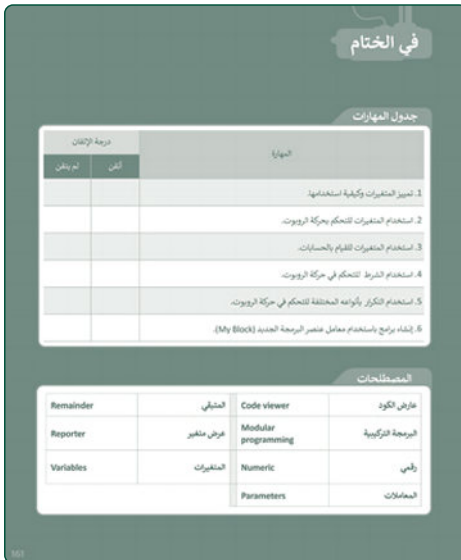 في الختام
جدول المهارات
المهارة
درجة الإتقان
أتقن
لم يتقن
1. تمييز المتغيرات وكيفية استخدامها.
2. استخدام المتغيرات للتحكم بحركة الروبوت.
3. استخدام المتغيرات للقيام بالحسابات.
4. استخدام الشرط للتحكم في حركة الروبوت.
5. استخدام التكرار بأنواعه المختلفة للتحكم في حركة الروبوت.
6. إنشاء برامج باستخدام معامل عنصر البرمجة الجديد (My Block).
المصطلحات
عارض الكود Code viewer المتبقي Remainder
البرمجة التركيبية Modular programming عرض متغير Reporter
رقمي Numeric المتغيرات Variables
المعاملات Parameters
161